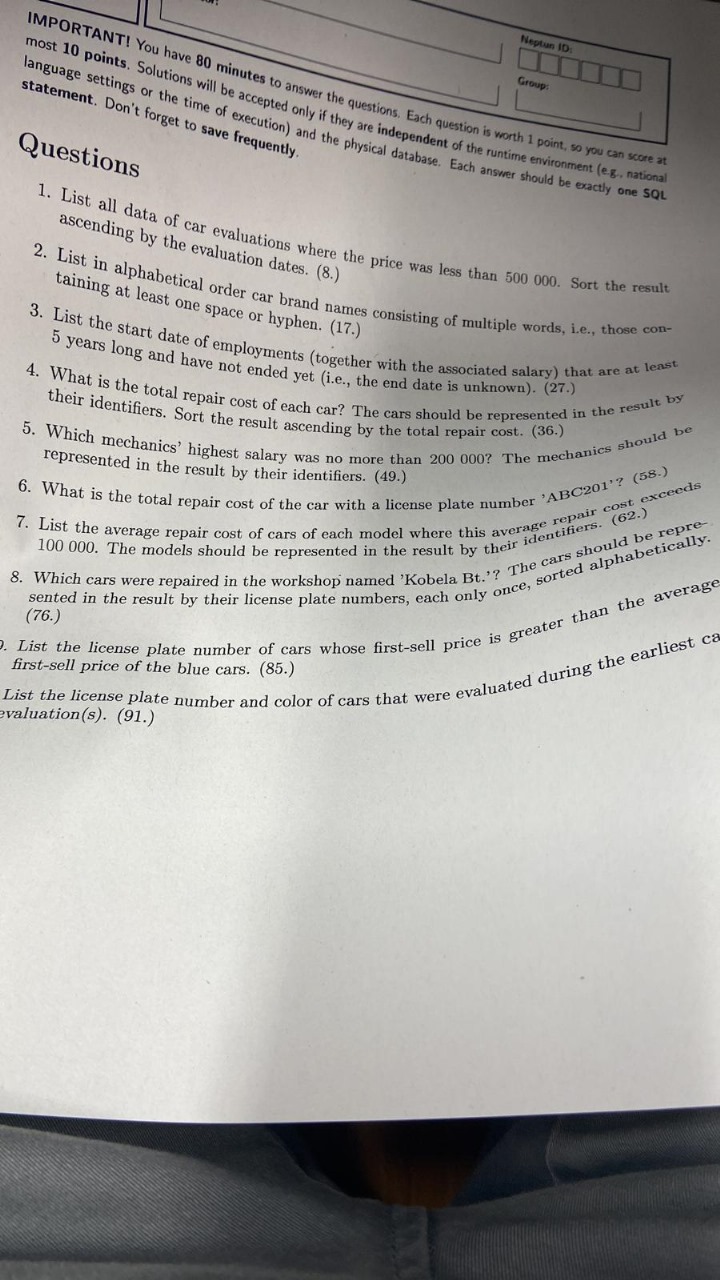 Neptun ID:
Group:
IMPORTANT! You have 80 minutes to answer the questions. Each question is worth 1 point, so you can score at
most 10 points. Solutions will be accepted only if they are independent of the runtime environment (e.g., national
language settings or the time of execution) and the physical database. Each answer should be exactly one SQL
statement. Don't forget to save frequently.
Questions
1. List all data of car evaluations where the price was less than 500 000. Sort the result
ascending by the evaluation dates. (8.)
2. List in alphabetical order car brand names consisting of multiple words, i.e., those con-
taining at least one space or hyphen. (17.)
3. List the start date of employments (together with the associated salary) that are at least
5 years long and have not ended yet (i.e., the end date is unknown). (27.)
4. What is the total repair cost of each car? The cars should be represented in the result by
their identifiers. Sort the result ascending by the total repair cost. (36.)
5. Which mechanics' highest salary was no more than 200 000? The mechanics should be
represented in the result by their identifiers. (49.)
6. What is the total repair cost of the car with a license plate number 'ABC201'? (58.)
7. List the average repair cost of cars of each model where this average repair cost exceeds
100 000. The models should be represented in the result by their identifiers. (62.)
8. Which cars were repaired in the workshop named 'Kobela Bt.'? The cars should be repre-
sented in the result by their license plate numbers, each only once, sorted alphabetically.
(76.)
. List the license plate number of cars whose first-sell price is greater than the average
first-sell price of the blue cars. (85.)
List the license plate number and color of cars that were evaluated during the earliest ca
evaluation(s). (91.)